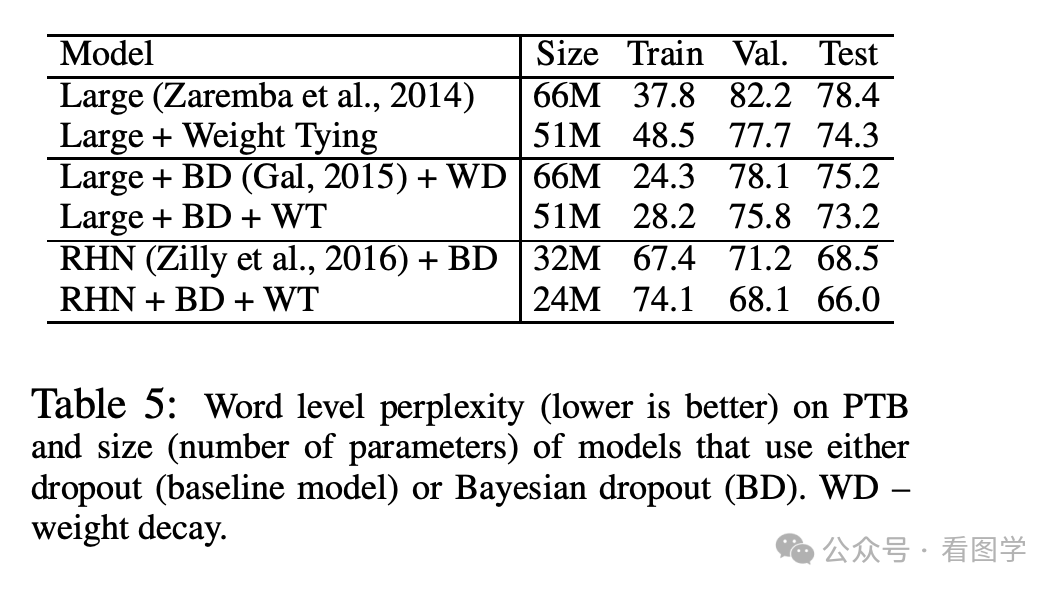 Model Size Train Val. Test
Large (Zaremba et al., 2014) 66M 37.8 82.2 78.4
Large + Weight Tying 51M 48.5 77.7 74.3
Large + BD (Gal, 2015) + WD 66M 24.3 78.1 75.2
Large + BD + WT 51M 28.2 75.8 73.2
RHN (Zilly et al., 2016) + BD 32M 67.4 71.2 68.5
RHN + BD + WT 24M 74.1 68.1 66.0
Table 5: Word level perplexity (lower is better) on PTB
and size (number of parameters) of models that use either
dropout (baseline model) or Bayesian dropout (BD). WD –
weight decay.
公众号 · 看图学